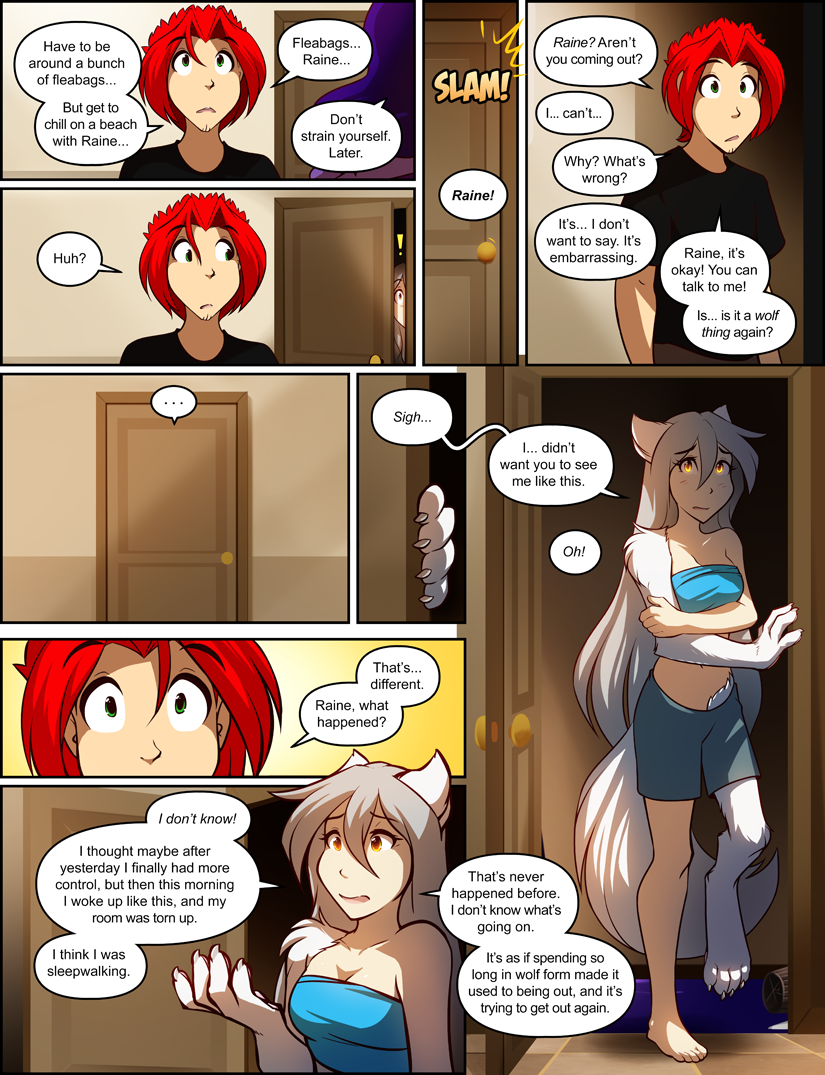 Have to be
around a bunch
of fleabags...
But get to
chill on a beach
with Raine...
Fleabags...
Raine...
Don't
strain yourself.
Later.
Huh?
!
SLAM!
Raine!
Raine? Aren't
you coming out?
I... can't...
Why? What's
wrong?
It's... I don't
want to say. It's
embarrassing.
Raine, it's
okay! You can
talk to me!
Is... is it a wolf
thing again?
. . .
Sigh...
I... didn't
want you to see
me like this.
Oh!
That's...
different.
Raine, what
happened?
I don't know!
I thought maybe after
yesterday I finally had more
control, but then this morning
I woke up like this, and my
room was torn up.
I think I was
sleepwalking.
That's never
happened before.
I don't know what's
going on.
It's as if spending so
long in wolf form made it
used to being out, and it's
trying to get out again.